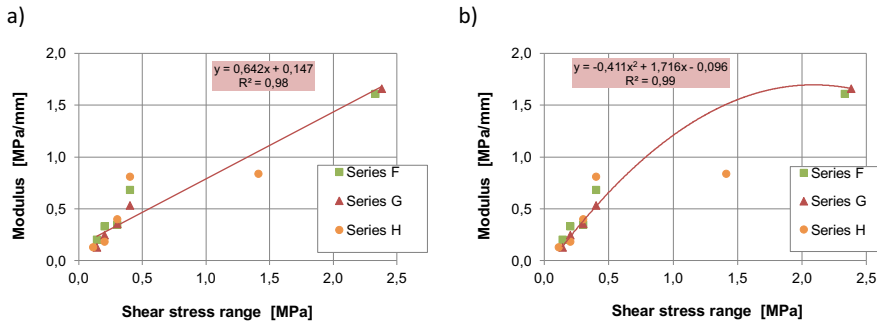 a)
2,0
1,5
1,0
0,5
0,0
0,0
0,5
1,0
1,5
2,0
2,5
Modulus [MPa/mm]
Shear stress range [MPa]
y = 0,642x + 0,147
R² = 0,98
Series F
Series G
Series H
b)
2,0
1,5
1,0
0,5
0,0
0,0
0,5
1,0
1,5
2,0
2,5
Modulus [MPa/mm]
Shear stress range [MPa]
y = -0,411x² + 1,716x - 0,096
R² = 0,99
Series F
Series G
Series H